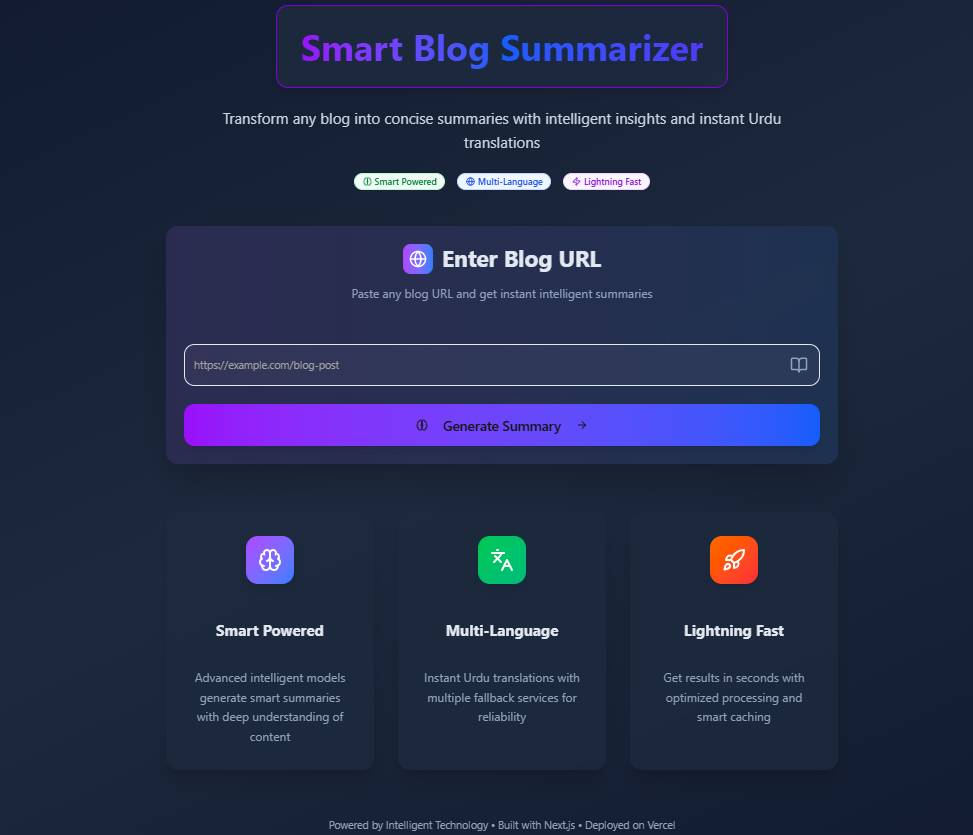 Smart Blog Summarizer
Transform any blog into concise summaries with intelligent insights and instant Urdu
translations
Smart Powered
Multi-Language
Lightning Fast
Enter Blog URL
Paste any blog URL and get instant intelligent summaries
https://example.com/blog-post
Generate Summary
Smart Powered
Advanced intelligent models
generate smart summaries
with deep understanding of
content
Multi-Language
Instant Urdu translations with
multiple fallback services for
reliability
Lightning Fast
Get results in seconds with
optimized processing and
smart caching
Powered by Intelligent Technology • Built with Next.js • Deployed on Vercel